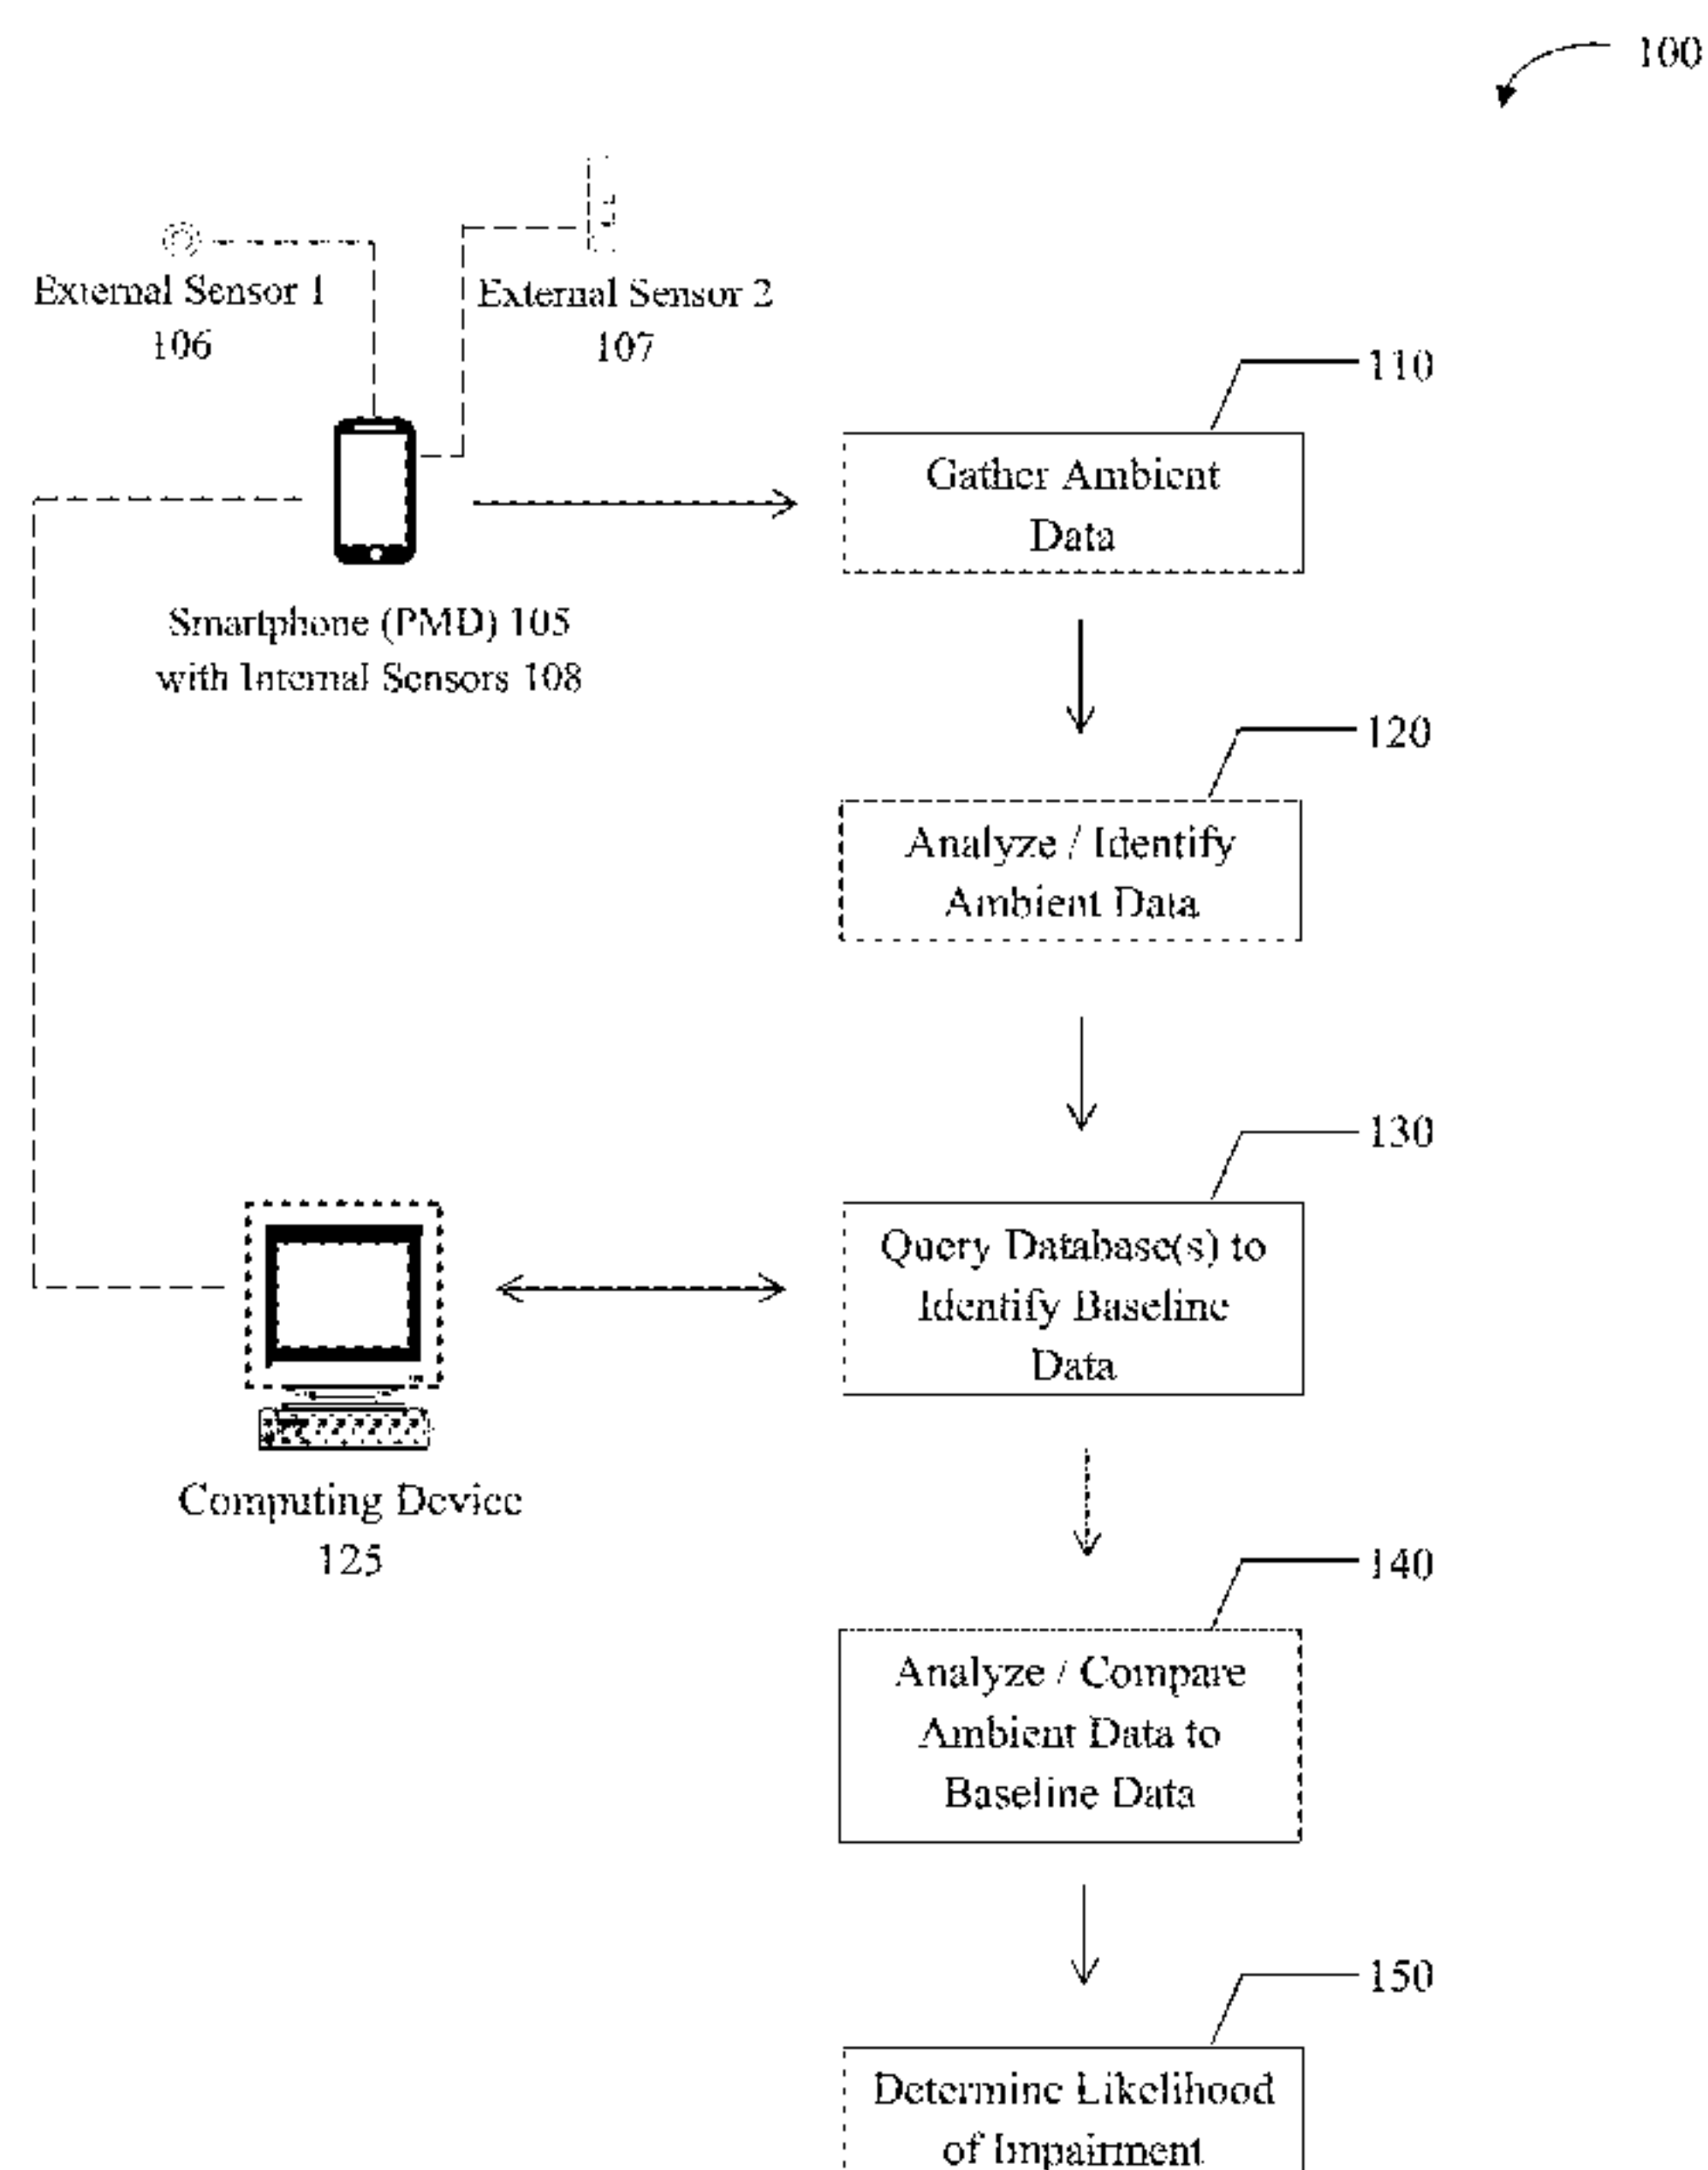 100
External Sensor 1
106
External Sensor 2
107
110
Gather Ambient
Data
Smartphone (PMD) 105
with Internal Sensors 108
120
Analyze / Identify
Ambient Data
130
Query Database(s) to
Identify Baseline
Data
Computing Device
125
140
Analyze / Compare
Ambient Data to
Baseline Data
150
Determine Likelihood
of Impairment